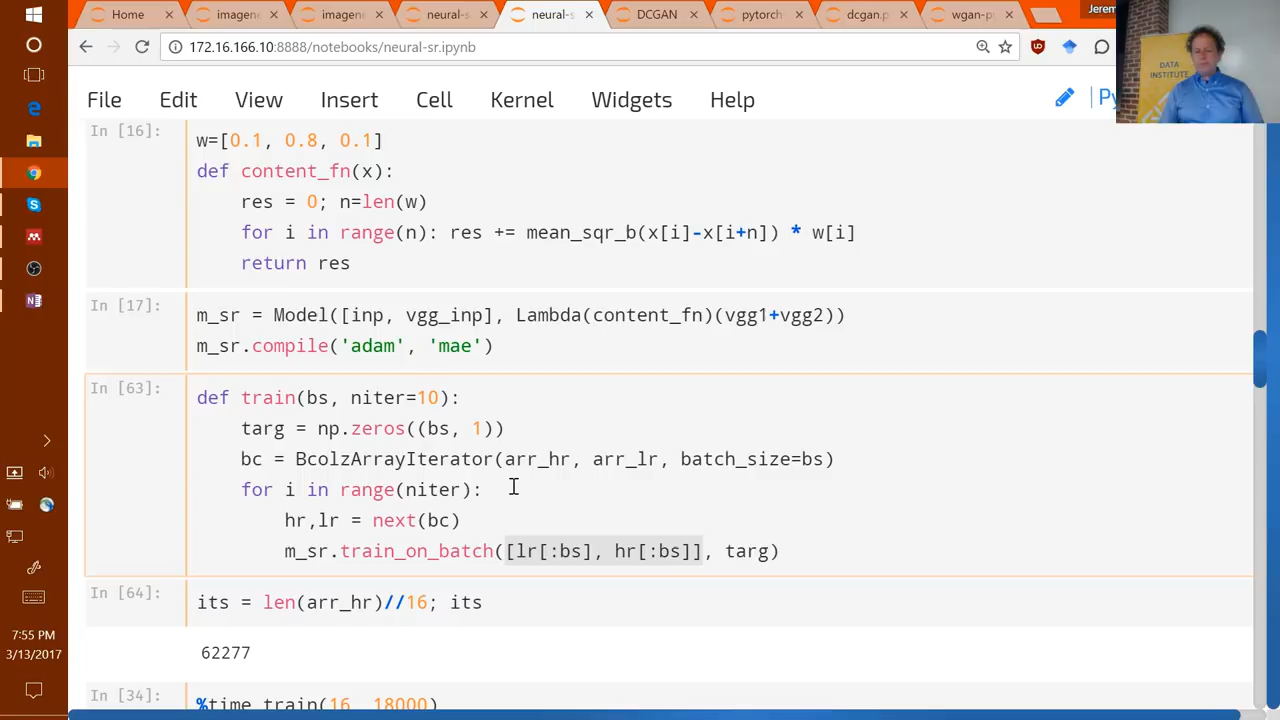 Home
imagene
imagene
neural-s
neural-s
DCGAN
pytorch
dcgan.p
wgan-py
Jerem
172.16.166.10:8888/notebooks/neural-sr.ipynb
DATA
INSTITUTE
File Edit View Insert Cell Kernel Widgets Help
Py
In [16]:
w=[0.1, 0.8, 0.1]
def content_fn(x):
res = 0; n=len(w)
for i in range(n): res += mean_sqr_b(x[i]-x[i+n]) * w[i]
return res
In [17]:
m_sr = Model([inp, vgg_inp], Lambda(content_fn)(vgg1+vgg2))
m_sr.compile('adam', 'mae')
In [63]:
def train(bs, niter=10):
targ = np.zeros((bs, 1))
bc = BcolzArrayIterator(arr_hr, arr_lr, batch_size=bs)
for i in range(niter):
hr,lr = next(bc)
m_sr.train_on_batch([lr[:bs], hr[:bs]], targ)
In [64]:
its = len(arr_hr)//16; its
62277
In [34]:
%time train(16, 18000)
7:55 PM
3/13/2017